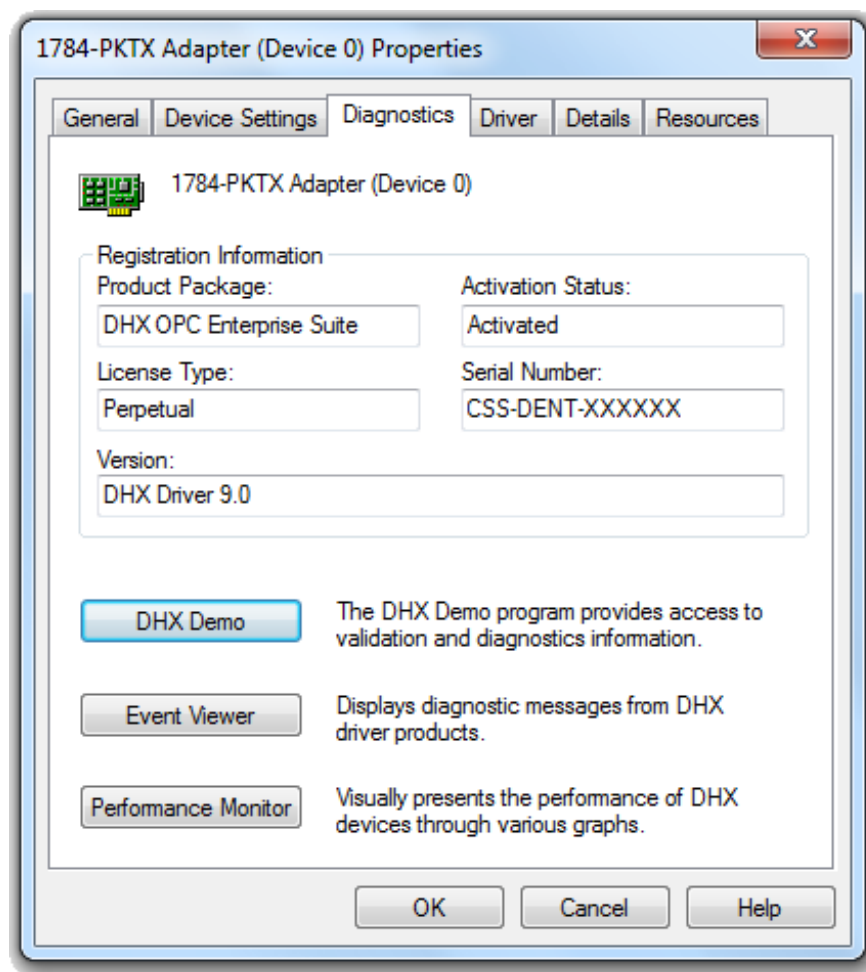 1784-PKTX Adapter (Device 0) Properties
General Device Settings Diagnostics Driver Details Resources
1784-PKTX Adapter (Device 0)
Registration Information
Product Package: Activation Status:
DHX OPC Enterprise Suite Activated
License Type: Serial Number:
Perpetual CSS-DENT-XXXXXX
Version:
DHX Driver 9.0
DHX Demo The DHX Demo program provides access to
validation and diagnostics information.
Event Viewer Displays diagnostic messages from DHX
driver products.
Performance Monitor Visually presents the performance of DHX
devices through various graphs.
OK Cancel Help